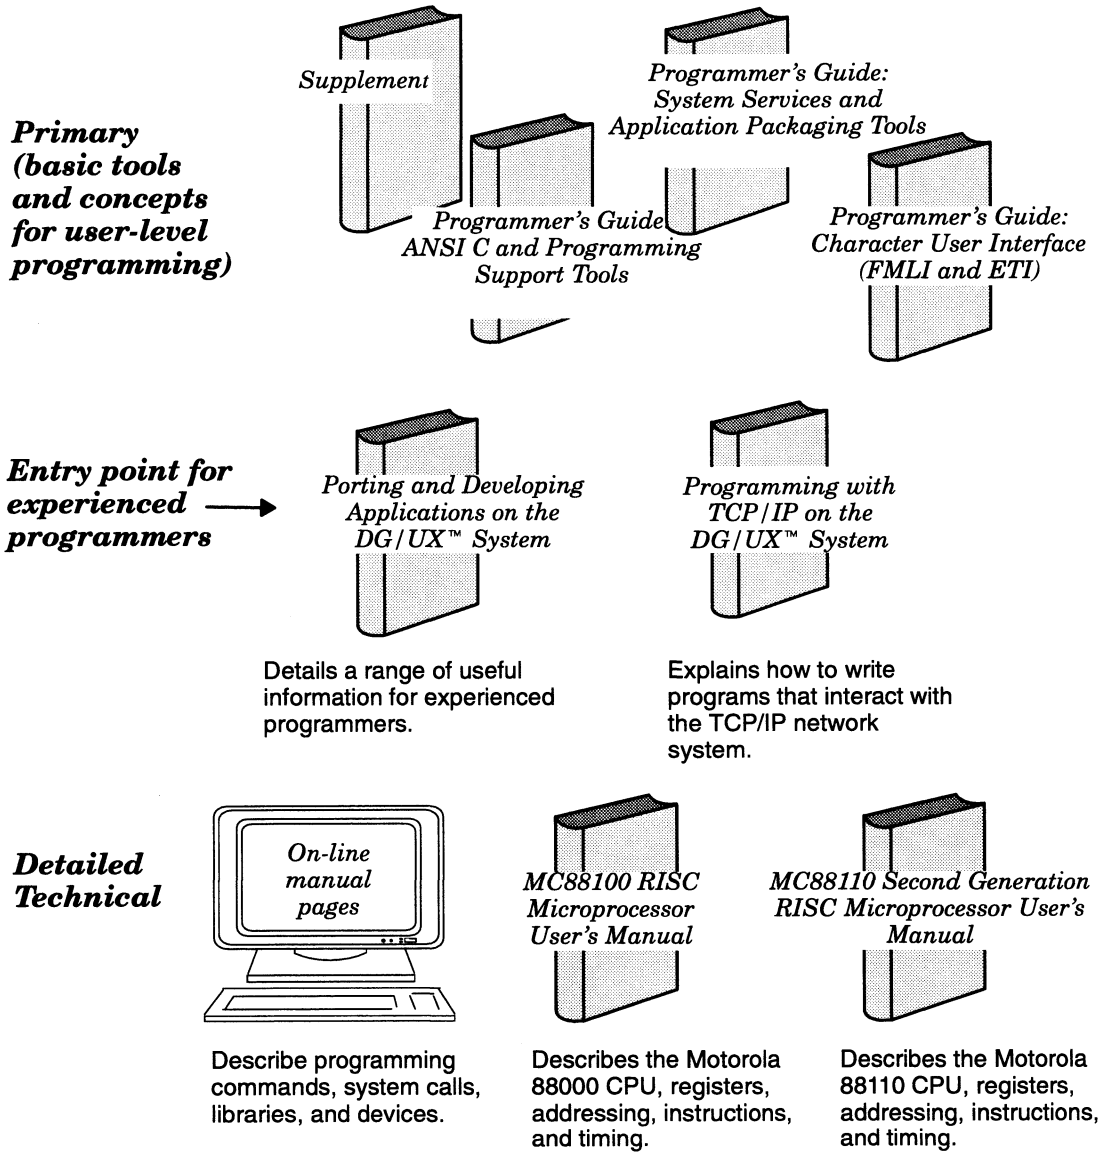 Primary
(basic tools
and concepts
for user-level
programming)
Supplement
Programmer's Guide
ANSI C and Programming
Support Tools
Programmer's Guide:
System Services and
Application Packaging Tools
Programmer's Guide:
Character User Interface
(FMLI and ETI)
Entry point for
experienced
programmers
Porting and Developing
Applications on the
DG/UX™ System
Details a range of useful
information for experienced
programmers.
Programming with
TCP/IP on the
DG/UX™ System
Explains how to write
programs that interact with
the TCP/IP network
system.
Detailed
Technical
On-line
manual
pages
Describe programming
commands, system calls,
libraries, and devices.
MC88100 RISC
Microprocessor
User's Manual
Describes the Motorola
88000 CPU, registers,
addressing, instructions,
and timing.
MC88110 Second Generation
RISC Microprocessor User's
Manual
Describes the Motorola
88110 CPU, registers,
addressing, instructions,
and timing.